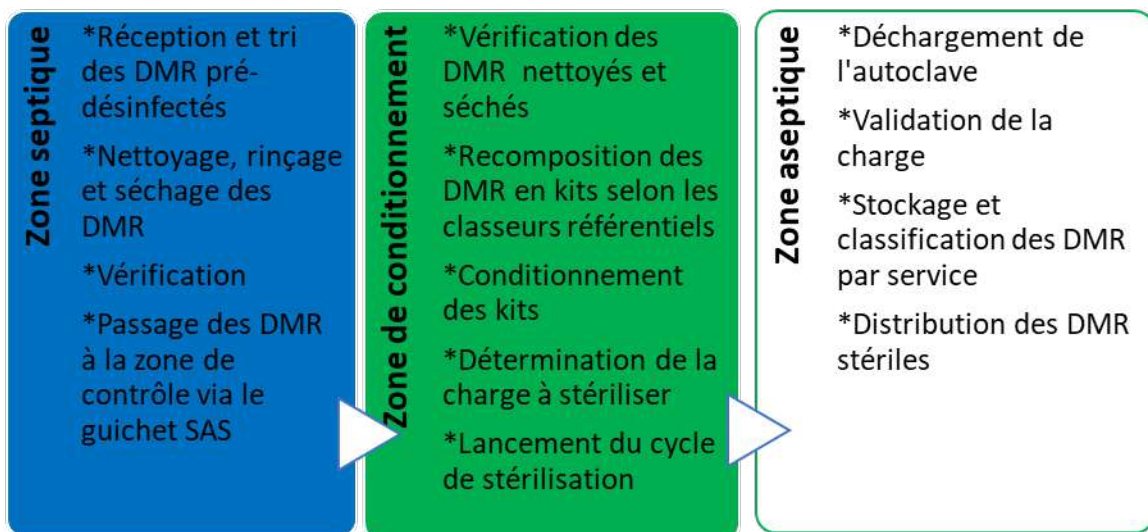 Zone septique
*Réception et tri
des DMR pré-
désinfectés
*Nettoyage, rinçage
et séchage des
DMR
*Vérification
*Passage des DMR
à la zone de
contrôle via le
guichet SAS
Zone de conditionnement
*Vérification des
DMR nettoyés et
séchés
*Recomposition des
DMR en kits selon les
classeurs référentiels
*Conditionnement
des kits
*Détermination de la
charge à stériliser
*Lancement du cycle
de stérilisation
Zone aseptique
*Déchargement de
l'autoclave
*Validation de la
charge
*Stockage et
classification des DMR
par service
*Distribution des DMR
stériles